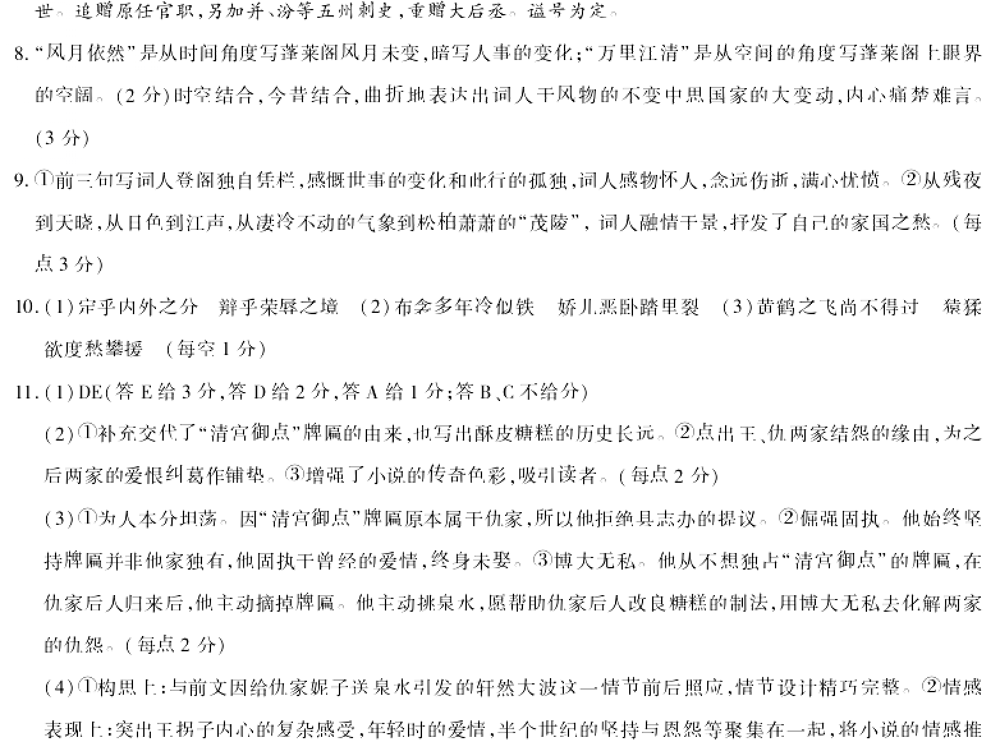 世。追赠原任官职,另加并、汾等五州刺史,重赠大后丞。谥号为定。
8. “风月依然”是从时间角度写蓬莱阁风月未变,暗写人事的变化;“万里江清”是从空间的角度写蓬莱阁上眼界
的空阔。(2 分)时空结合,今昔结合,曲折地表达出词人于风物的不变中思国家的大变动,内心痛楚难言。
(3 分)
9. ①前三句写词人登阁独自凭栏,感慨世事的变化和此行的孤独,词人感物怀人,念远伤逝,满心忧愤。②从残夜
到天晓,从日色到江声,从凄冷不动的气象到松柏萧萧的“茂陵”, 词人融情于景,抒发了自己的家国之愁。(每
点 3 分)
10. (1)定乎内外之分 辩乎荣辱之境 (2)布衾多年冷似铁 娇儿恶卧踏里裂 (3)黄鹤之飞尚不得过 猿猱
欲度愁攀援 (每空 1 分)
11. (1)DE(答 E 给 3 分,答 D 给 2 分,答 A 给 1 分;答 B、C 不给分)
(2)①补充交代了“清宫御点”牌匾的由来,也写出酥皮糖糕的历史长远。②点出王、仇两家结怨的缘由,为之
后两家的爱恨纠葛作铺垫。③增强了小说的传奇色彩,吸引读者。(每点 2 分)
(3)①为人本分坦荡。因“清宫御点”牌匾原本属于仇家,所以他拒绝县志办的提议。②倔强固执。他始终坚
持牌匾并非他家独有,他固执于曾经的爱情,终身未娶。③博大无私。他从不想独占“清宫御点”的牌匾,在
仇家后人归来后,他主动摘掉牌匾。他主动挑泉水,愿帮助仇家后人改良糖糕的制法,用博大无私去化解两家
的仇怨。(每点 2 分)
(4)①构思上:与前文因给仇家妮子送泉水引发的轩然大波这一情节前后照应,情节设计精巧完整。②情感
表现上:突出王拐子内心的复杂感受,年轻时的爱情,半个世纪的坚持与恩怨等聚集在一起,将小说的情感推